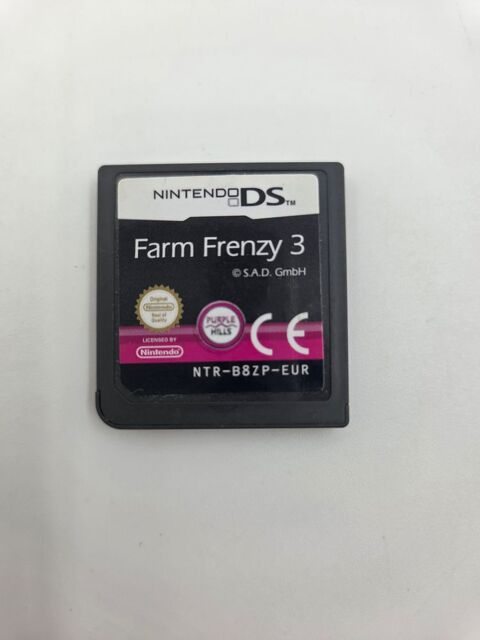 NINTENDO DS™
Farm Frenzy 3
© S.A.D. GmbH
Original
Nintendo
Seal of
Quality
LICENSED BY
Nintendo
PURPLE
HILLS
CE
NTR-B8ZP-EUR